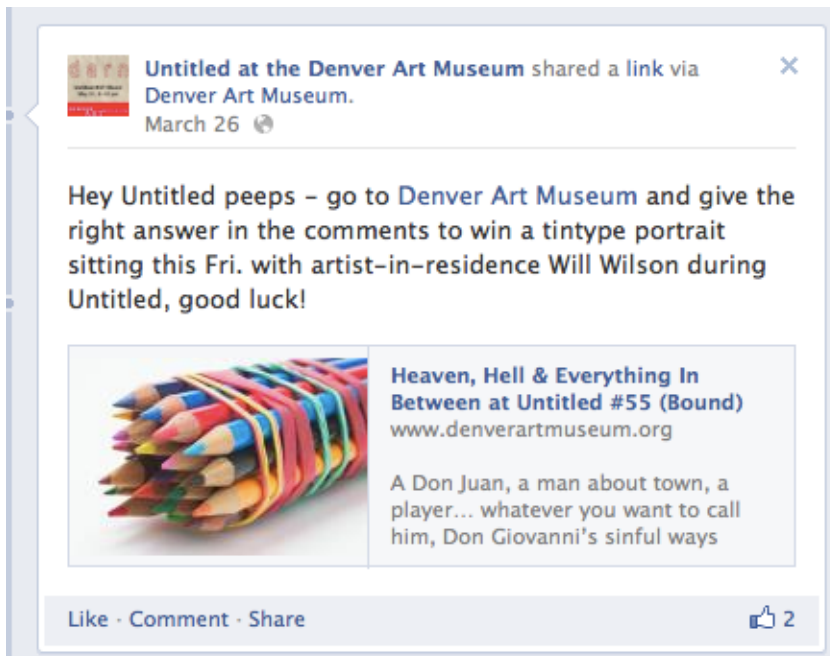 darn
Untitled at the Denver Art Museum shared a link via
Denver Art Museum.
March 26
Hey Untitled peeps – go to Denver Art Museum and give the
right answer in the comments to win a tintype portrait
sitting this Fri. with artist-in-residence Will Wilson during
Untitled, good luck!
Heaven, Hell & Everything In
Between at Untitled #55 (Bound)
www.denverartmuseum.org
A Don Juan, a man about town, a
player... whatever you want to call
him, Don Giovanni's sinful ways
Like · Comment · Share
2